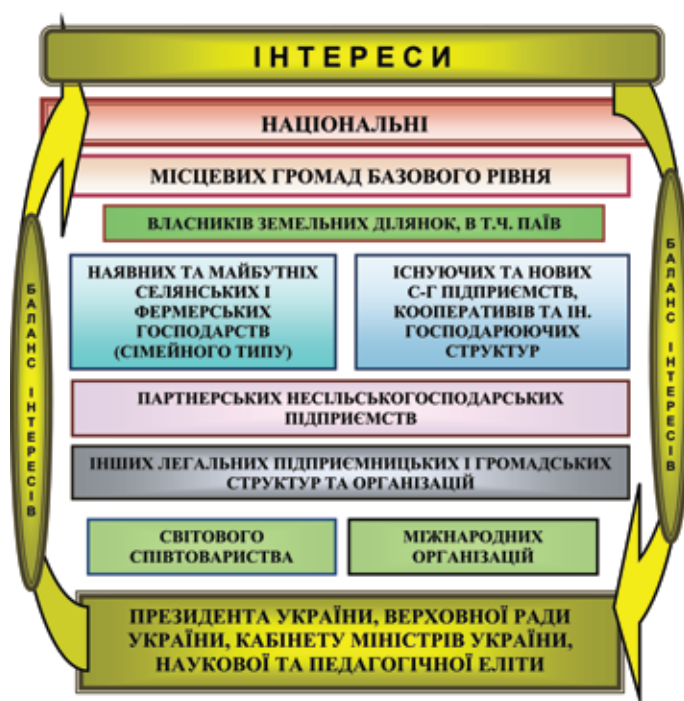 ІНТЕРЕСИ
НАЦІОНАЛЬНІ
МІСЦЕВИХ ГРОМАД БАЗОВОГО РІВНЯ
ВЛАСНИКІВ ЗЕМЕЛЬНИХ ДІЛЯНОК, В Т.Ч. ПАЇВ
НАЯВНИХ ТА МАЙБУТНІХ
СЕЛЯНСЬКИХ І
ФЕРМЕРСЬКИХ
ГОСПОДАРСТВ
(СІМЕЙНОГО ТИПУ)
ІСНУЮЧИХ ТА НОВИХ
С-Г ПІДПРИЄМСТВ,
КООПЕРАТИВІВ ТА ІН.
ГОСПОДАРЮЮЧИХ
СТРУКТУР
ПАРТНЕРСЬКИХ НЕСІЛЬСЬКОГОСПОДАРСЬКИХ
ПІДПРИЄМСТВ
ІНШИХ ЛЕГАЛЬНИХ ПІДПРИЄМНИЦЬКИХ І ГРОМАДСЬКИХ
СТРУКТУР ТА ОРГАНІЗАЦІЙ
СВІТОВОГО
СПІВТОВАРИСТВА
МІЖНАРОДНИХ
ОРГАНІЗАЦІЙ
ПРЕЗИДЕНТА УКРАЇНИ, ВЕРХОВНОЇ РАДИ
УКРАЇНИ, КАБІНЕТУ МІНІСТРІВ УКРАЇНИ,
НАУКОВОЇ ТА ПЕДАГОГІЧНОЇ ЕЛІТИ
БАЛАНС ІНТЕРЕСІВ
БАЛАНС ІНТЕРЕСІВ